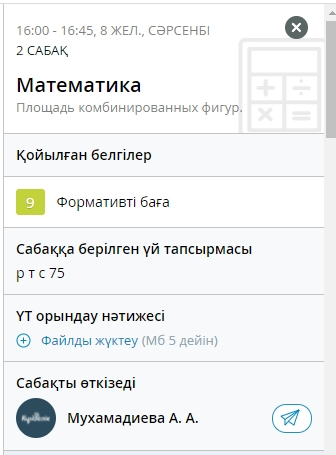 16:00 - 16:45, 8 ЖЕЛ., СӘРСЕНБІ
2 САБАҚ
Математика
Площадь комбинированных фигур.
Қойылған белгілер
9 Формативті баға
Сабаққа берілген үй тапсырмасы
р т с 75
ҮТ орындау нәтижесі
Файлды жүктеу (Мб 5 дейін)
Сабақты өткізеді
Мухамадиева А. А.